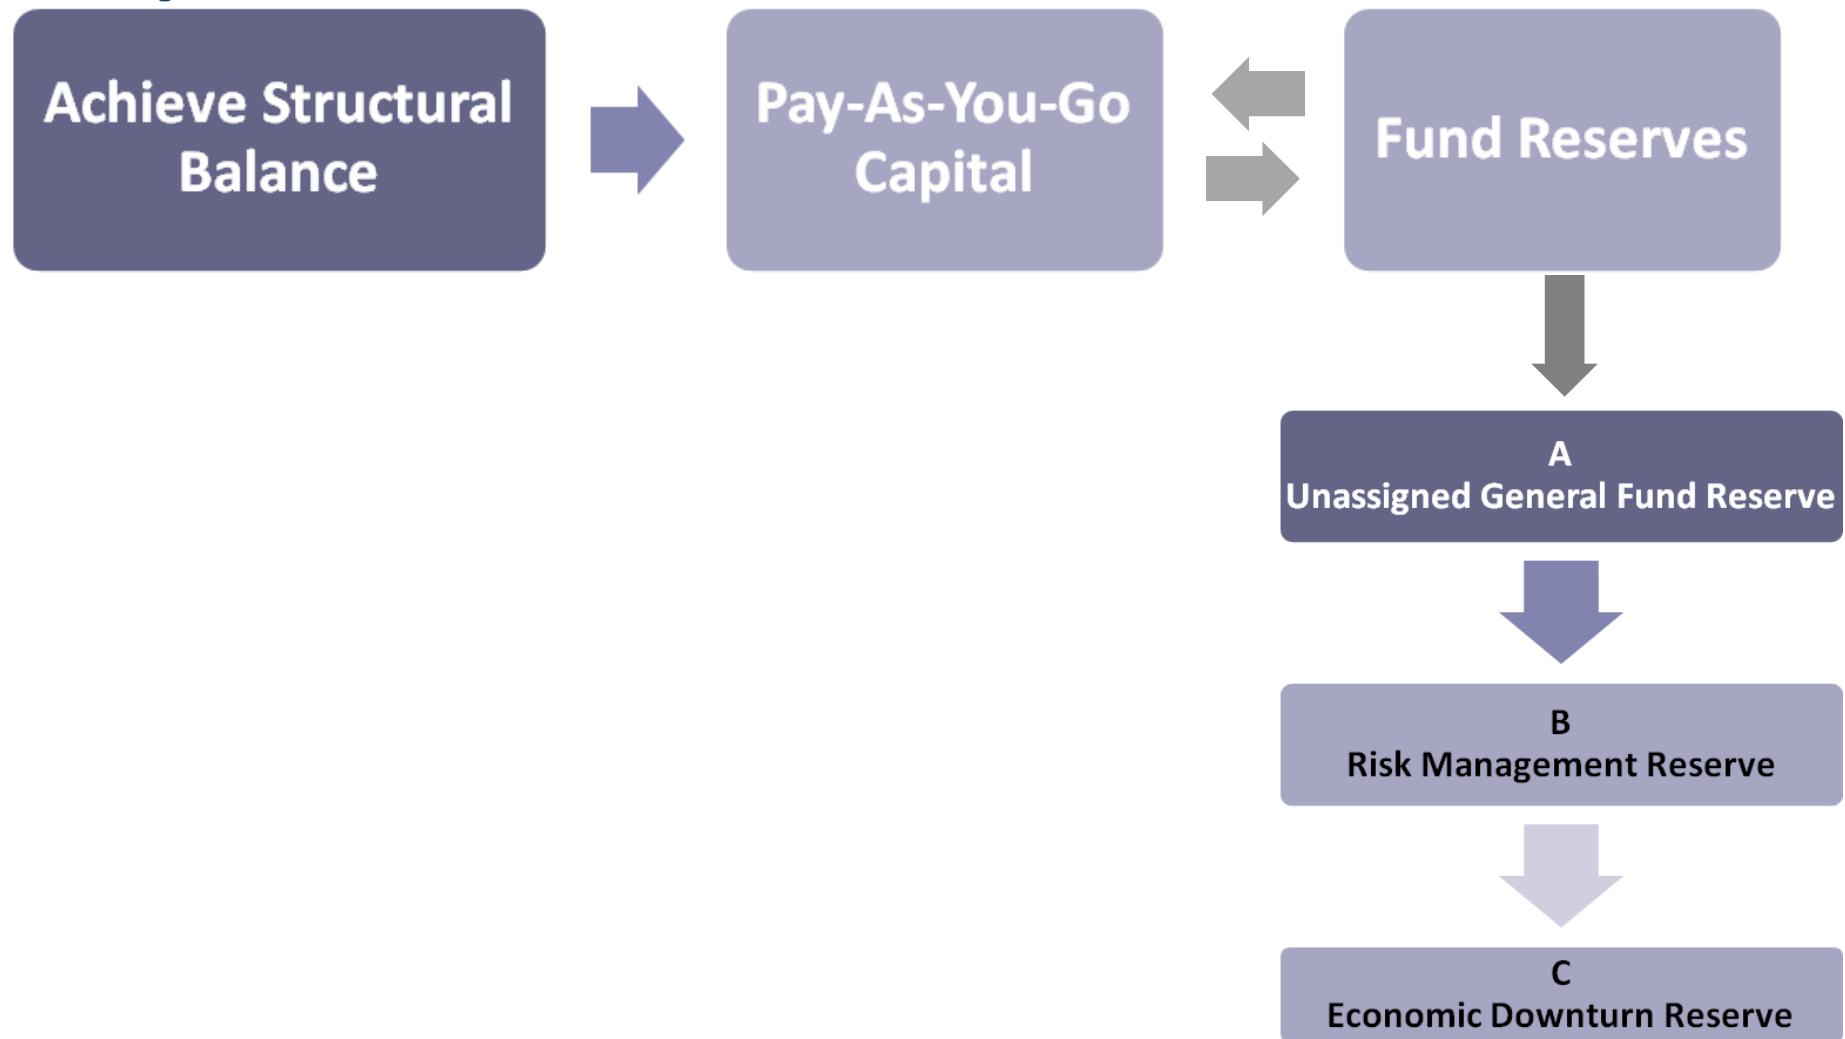 Achieve Structural
Balance
Pay-As-You-Go
Capital
Fund Reserves
A
Unassigned General Fund Reserve
B
Risk Management Reserve
C
Economic Downturn Reserve